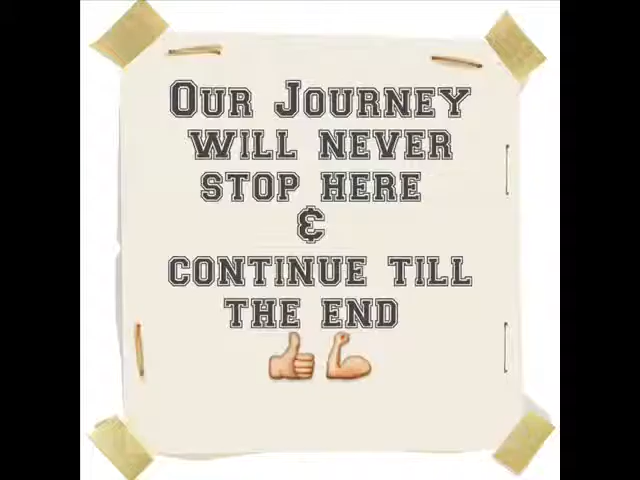 Our Journey
will never
stop here
&
continue till
the end
👍💪